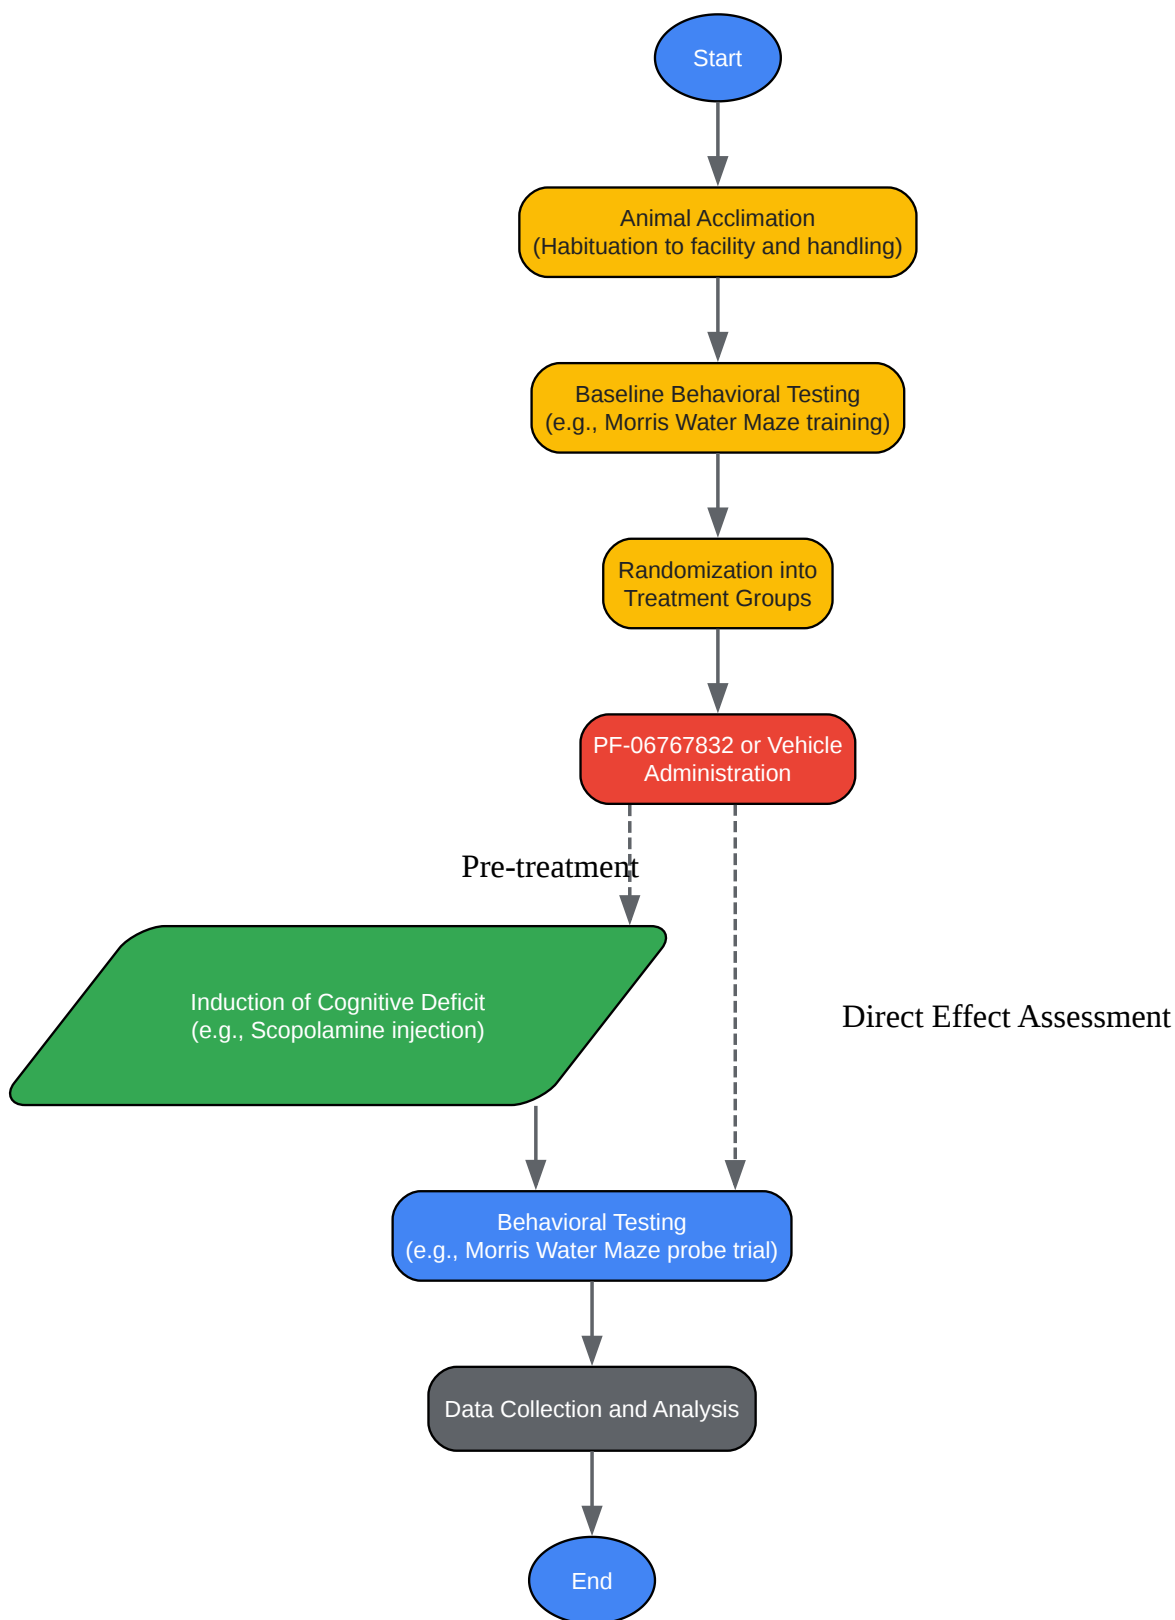 Start
Animal Acclimation
(Habituation to facility and handling)
Baseline Behavioral Testing
(e.g., Morris Water Maze training)
Randomization into
Treatment Groups
PF-06767832 or Vehicle
Administration
Pre-treatment
Induction of Cognitive Deficit
(e.g., Scopolamine injection)
Direct Effect Assessment
Behavioral Testing
(e.g., Morris Water Maze probe trial)
Data Collection and Analysis
End